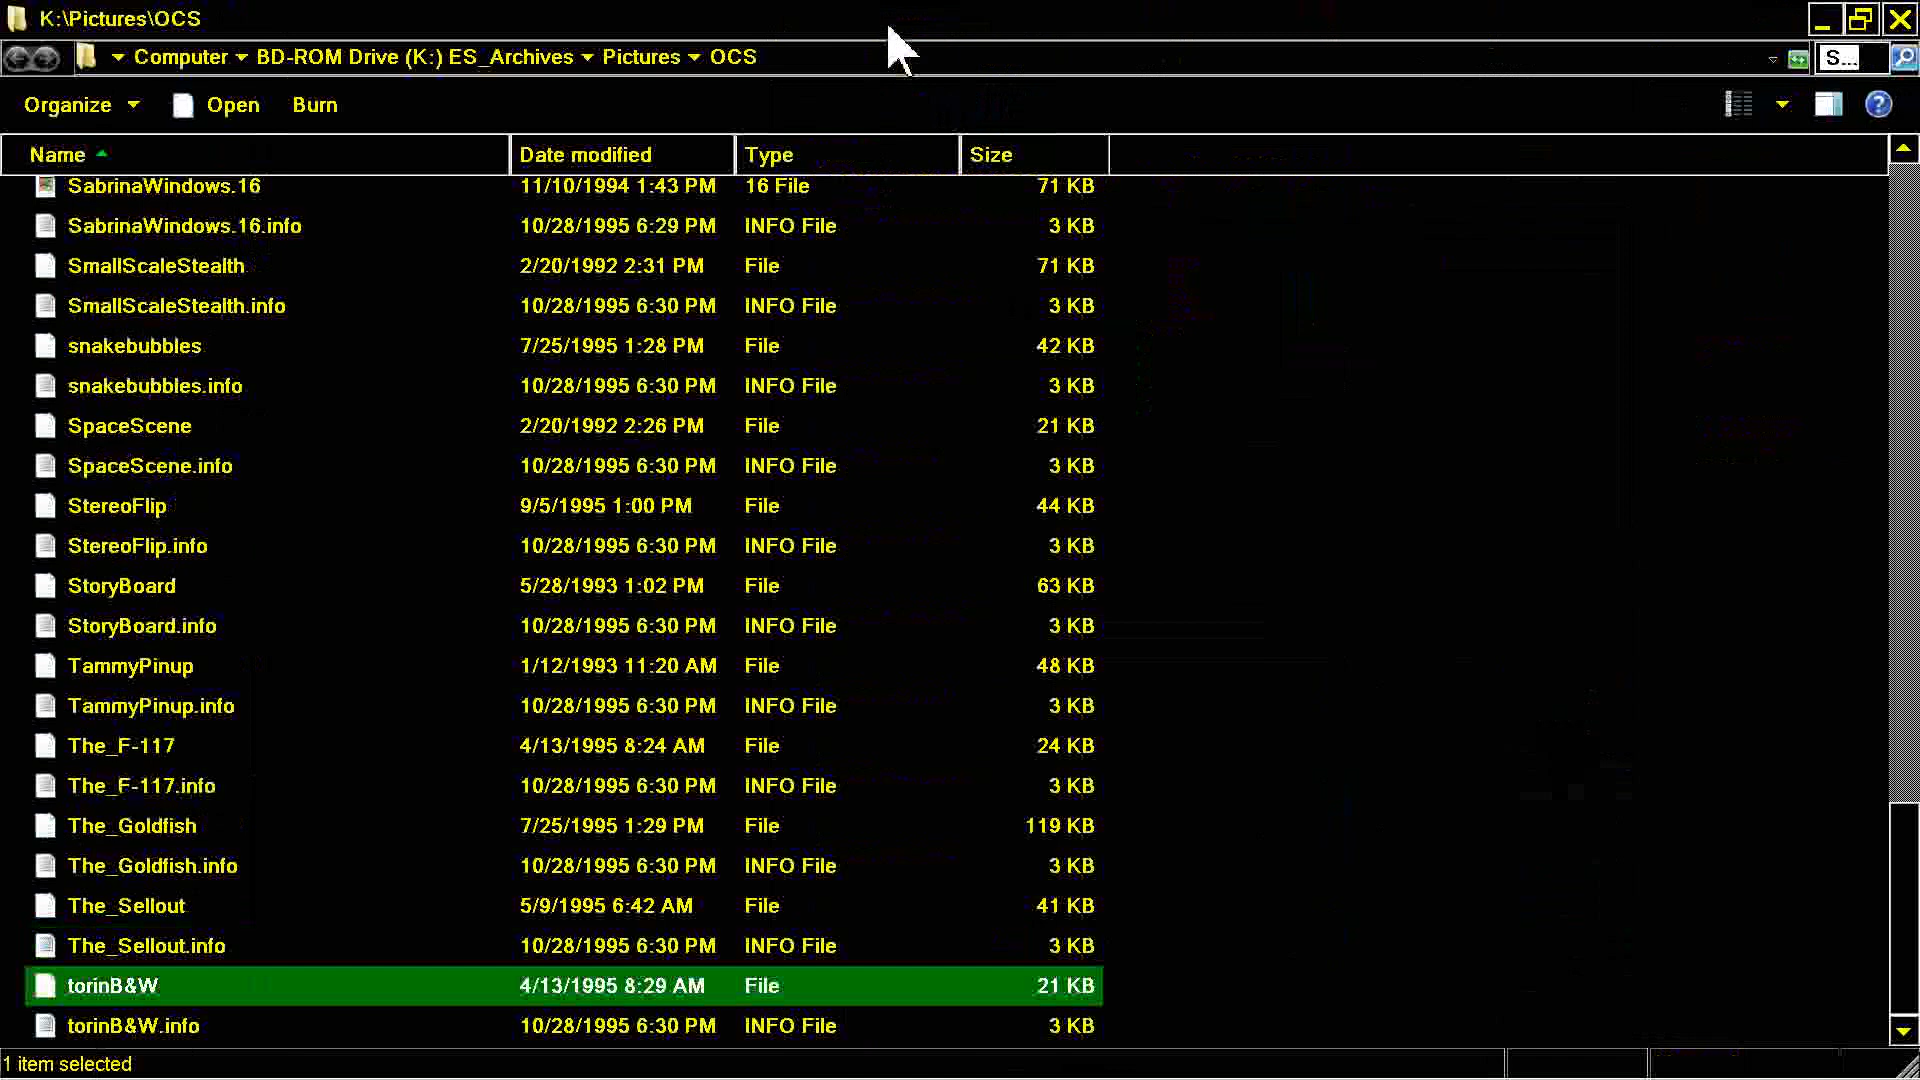 K:\Pictures\OCS
Computer BD-ROM Drive (K:) ES_Archives Pictures OCS S...
Organize Open Burn
Name Date modified Type Size
SabrinaWindows.16 11/10/1994 1:43 PM 16 File 71 KB
SabrinaWindows.16.info 10/28/1995 6:29 PM INFO File 3 KB
SmallScaleStealth 2/20/1992 2:31 PM File 71 KB
SmallScaleStealth.info 10/28/1995 6:30 PM INFO File 3 KB
snakebubbles 7/25/1995 1:28 PM File 42 KB
snakebubbles.info 10/28/1995 6:30 PM INFO File 3 KB
SpaceScene 2/20/1992 2:26 PM File 21 KB
SpaceScene.info 10/28/1995 6:30 PM INFO File 3 KB
StereoFlip 9/5/1995 1:00 PM File 44 KB
StereoFlip.info 10/28/1995 6:30 PM INFO File 3 KB
StoryBoard 5/28/1993 1:02 PM File 63 KB
StoryBoard.info 10/28/1995 6:30 PM INFO File 3 KB
TammyPinup 1/12/1993 11:20 AM File 48 KB
TammyPinup.info 10/28/1995 6:30 PM INFO File 3 KB
The_F-117 4/13/1995 8:24 AM File 24 KB
The_F-117.info 10/28/1995 6:30 PM INFO File 3 KB
The_Goldfish 7/25/1995 1:29 PM File 119 KB
The_Goldfish.info 10/28/1995 6:30 PM INFO File 3 KB
The_Sellout 5/9/1995 6:42 AM File 41 KB
The_Sellout.info 10/28/1995 6:30 PM INFO File 3 KB
torinB&W 4/13/1995 8:29 AM File 21 KB
torinB&W.info 10/28/1995 6:30 PM INFO File 3 KB
1 item selected